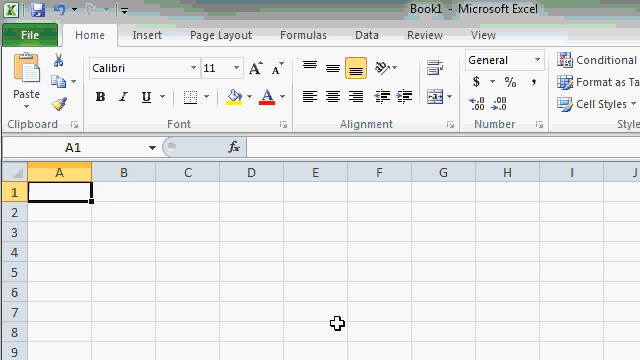 Book1 - Microsoft Excel
File Home Insert Page Layout Formulas Data Review View
Calibri 11 General Conditional
Paste B I U A $ % , Format as Ta
Cell Styles
Clipboard Font Alignment Number Style
A1 fx
A B C D E F G H I J
1
2
3
4
5
6
7
8
9